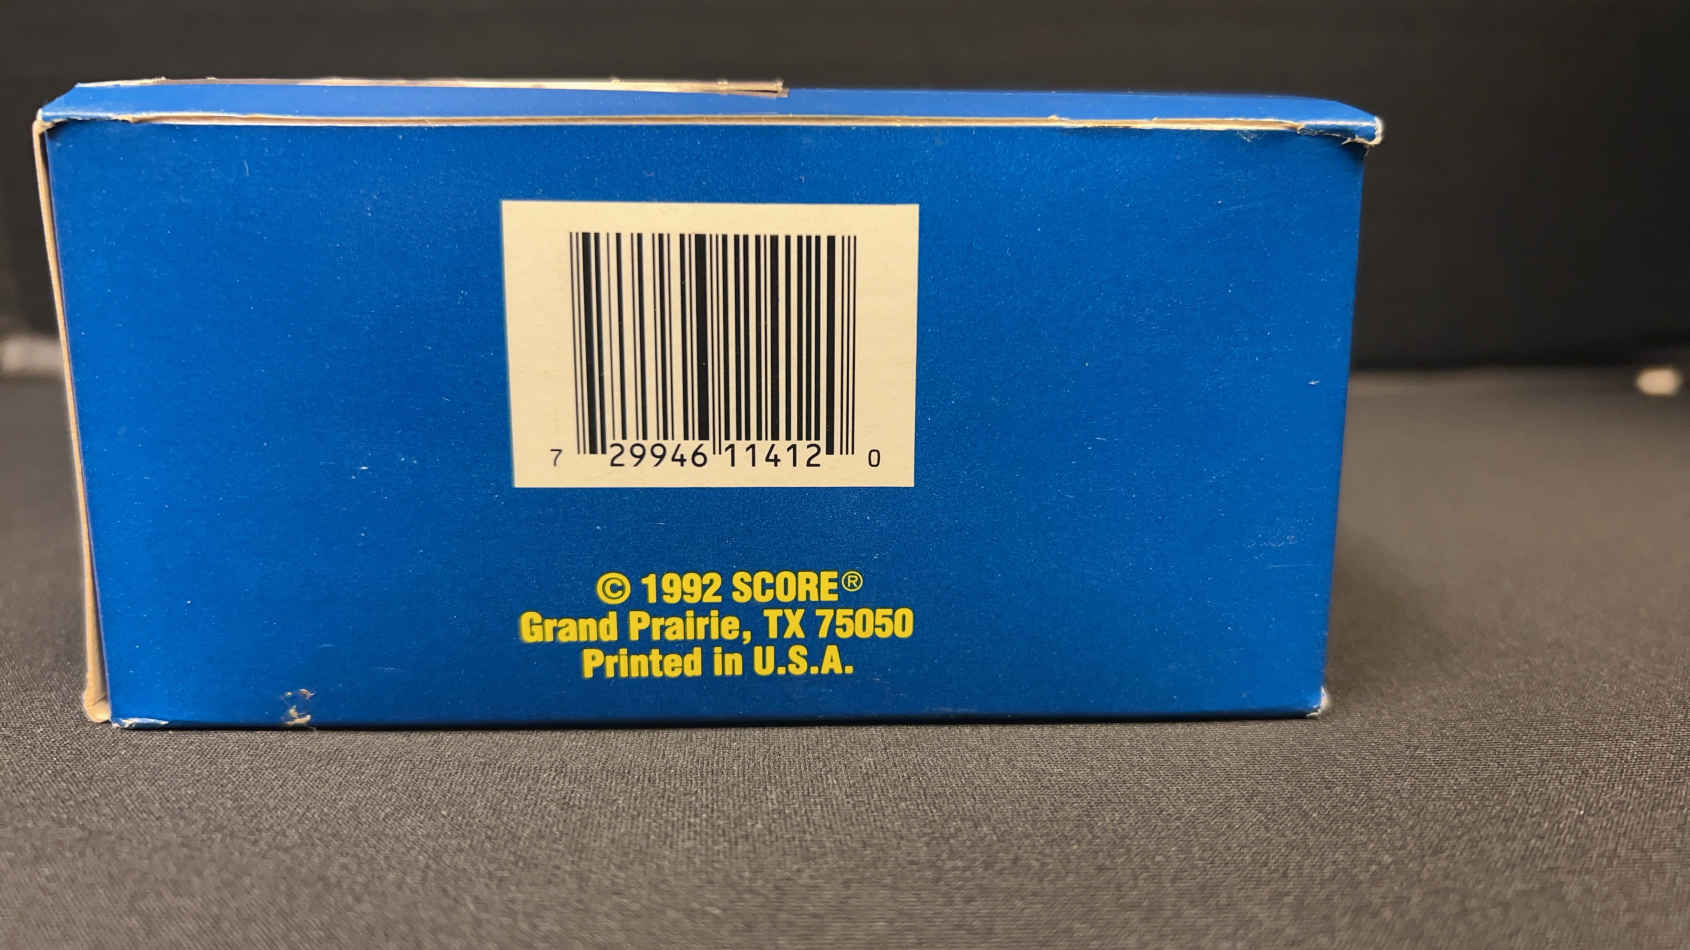 7 29946 11412 0
© 1992 SCORE®
Grand Prairie, TX 75050
Printed in U.S.A.